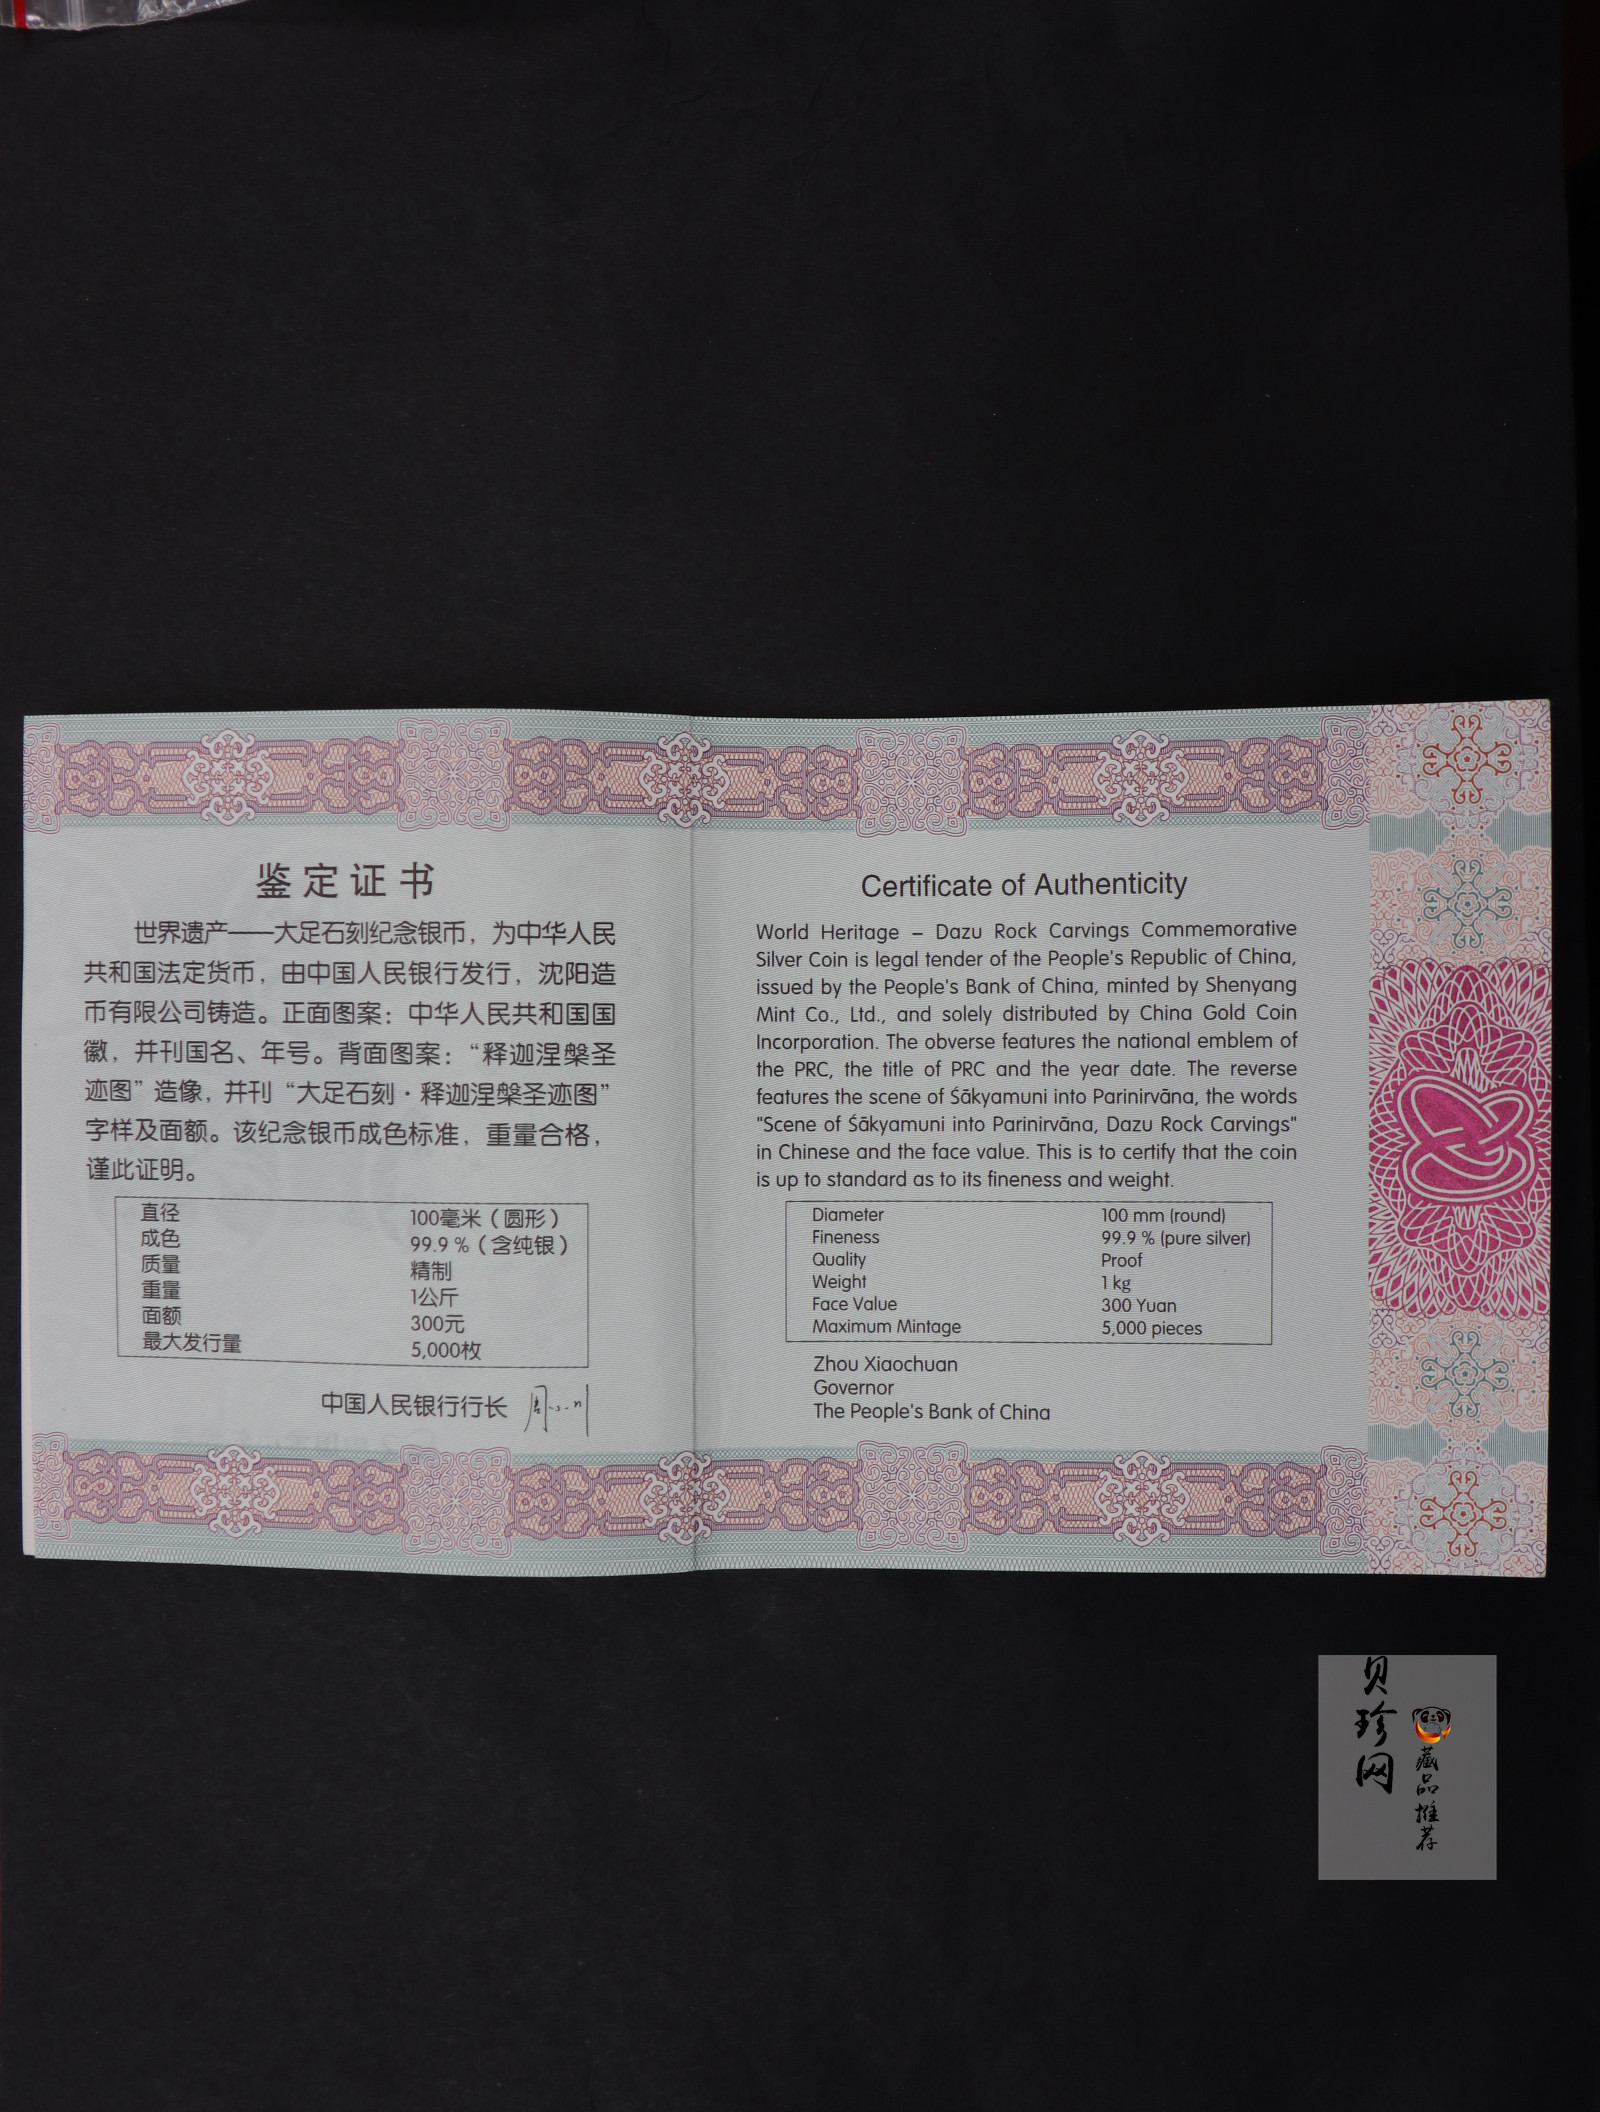 鉴定证书
世界遗产——大足石刻纪念银币，为中华人民
共和国法定货币，由中国人民银行发行，沈阳造
币有限公司铸造。正面图案：中华人民共和国国
徽，并刊国名、年号。背面图案：“释迦涅槃圣
迹图”造像，并刊“大足石刻·释迦涅槃圣迹图”
字样及面额。该纪念银币成色标准，重量合格，
谨此证明。
直径 100毫米（圆形）
成色 99.9 %（含纯银）
质量 精制
重量 1公斤
面额 300元
最大发行量 5,000枚
中国人民银行行长
Certificate of Authenticity
World Heritage – Dazu Rock Carvings Commemorative
Silver Coin is legal tender of the People's Republic of China,
issued by the People's Bank of China, minted by Shenyang
Mint Co., Ltd., and solely distributed by China Gold Coin
Incorporation. The obverse features the national emblem of
the PRC, the title of PRC and the year date. The reverse
features the scene of Śākyamuni into Parinirvāna, the words
"Scene of Śākyamuni into Parinirvāna, Dazu Rock Carvings"
in Chinese and the face value. This is to certify that the coin
is up to standard as to its fineness and weight.
Diameter 100 mm (round)
Fineness 99.9 % (pure silver)
Quality Proof
Weight 1 kg
Face Value 300 Yuan
Maximum Mintage 5,000 pieces
Zhou Xiaochuan
Governor
The People's Bank of China
贝珍网
藏品推荐